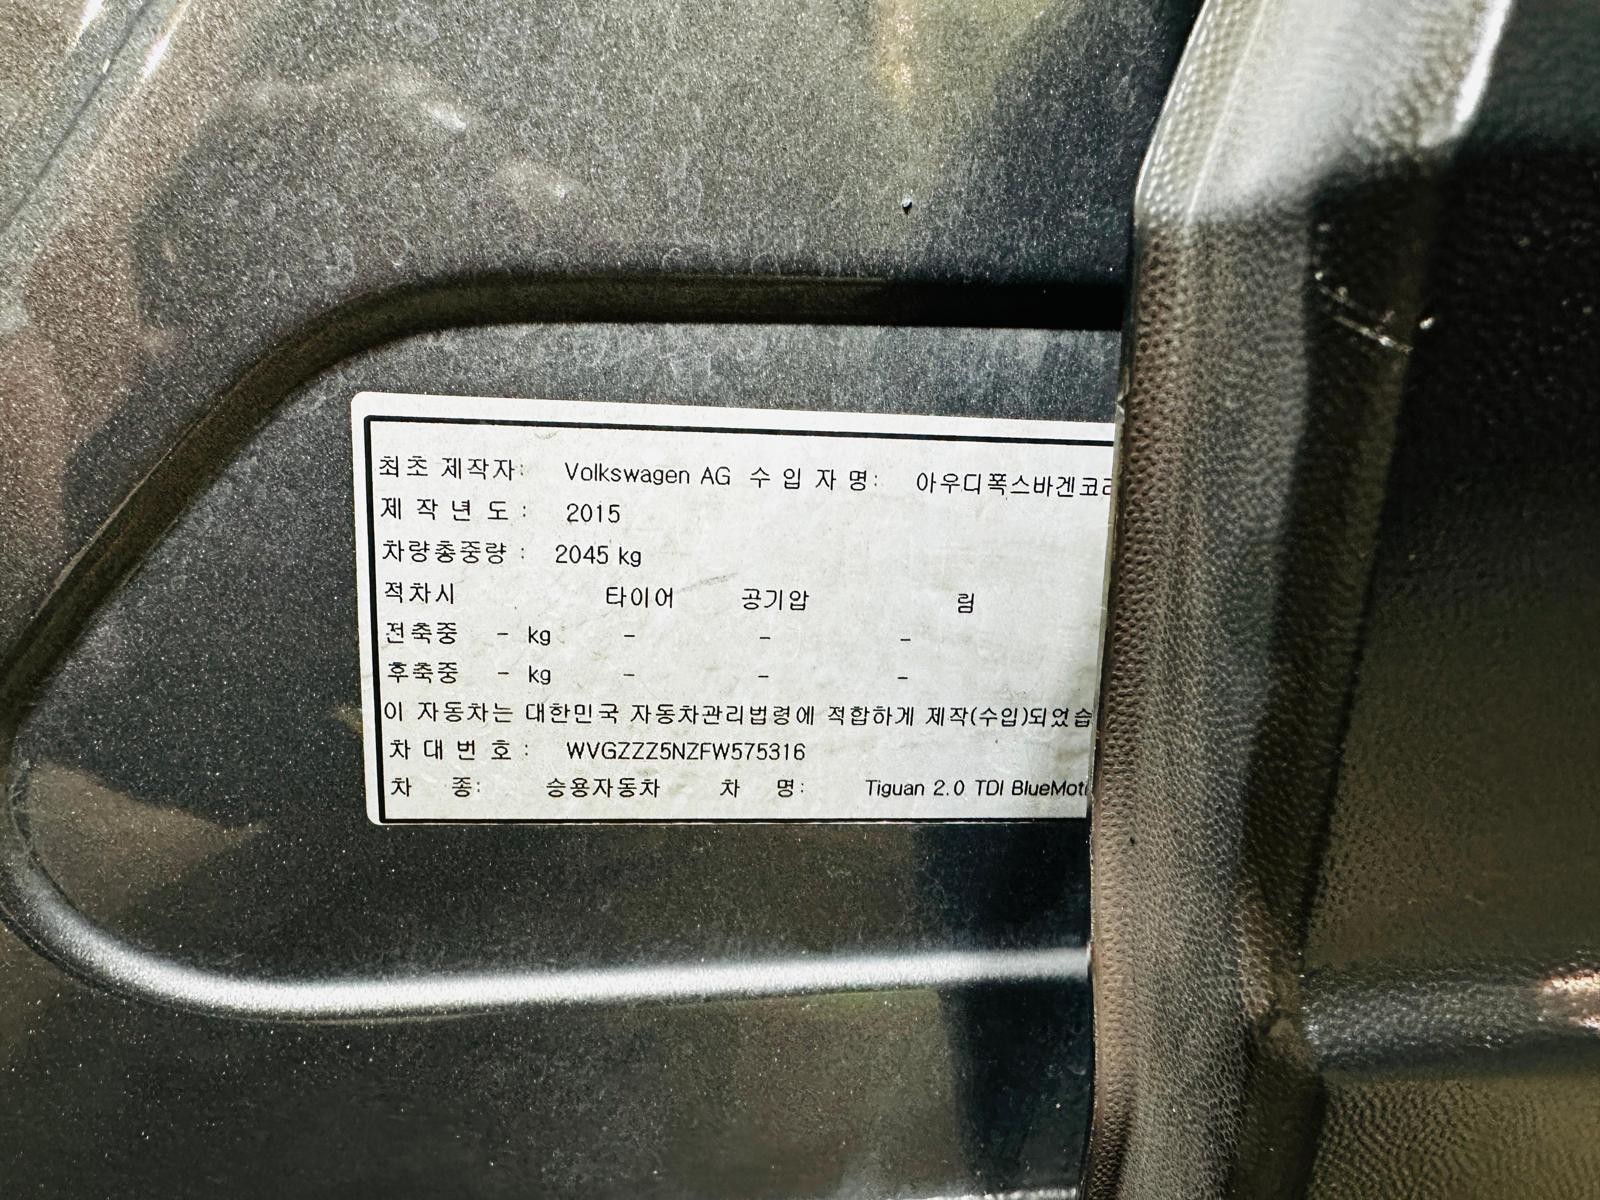 최초 제작자: Volkswagen AG 수 입 자 명: 아우디폭스바겐코
제 작 년 도 : 2015
차량총중량 : 2045 kg
적차시 타이어 공기압 림
전축중 - kg - - -
후축중 - kg - - -
이 자동차는 대한민국 자동차관리법령에 적합하게 제작(수입)되었습
차 대 번 호 : WVGZZZ5NZFW575316
차 종: 승용자동차 차 명: Tiguan 2.0 TDI BlueMot